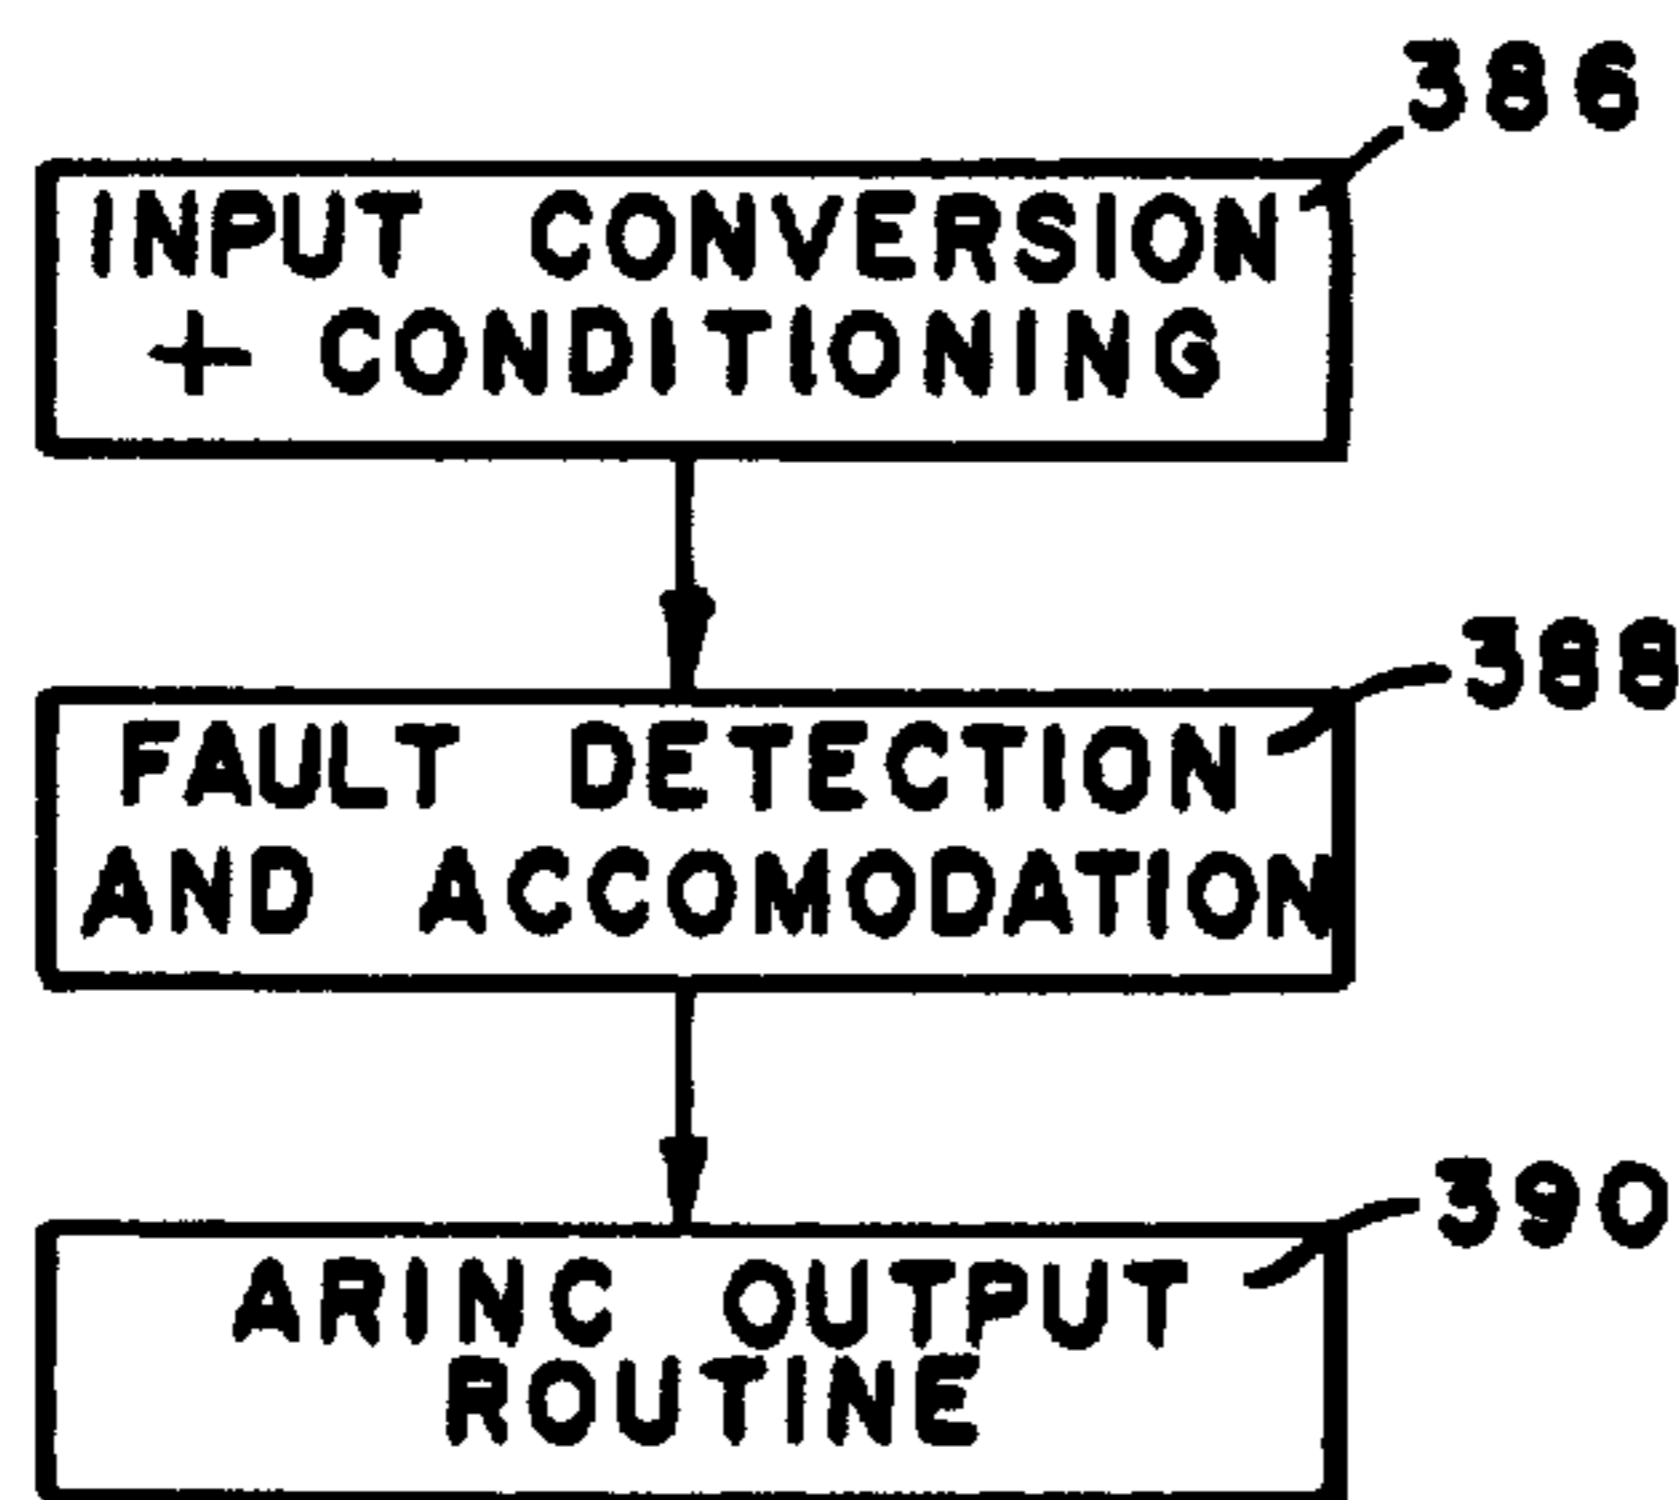 386
INPUT CONVERSION
+ CONDITIONING
388
FAULT DETECTION
AND ACCOMODATION
390
ARINC OUTPUT
ROUTINE